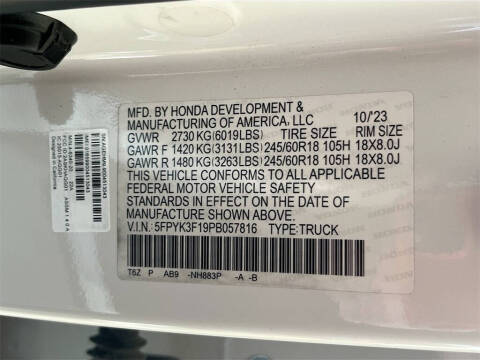 MFD. BY HONDA DEVELOPMENT &
MANUFACTURING OF AMERICA, LLC 10/'23
GVWR 2730 KG(6019LBS) TIRE SIZE RIM SIZE
GAWR F 1420 KG(3131LBS) 245/60R18 105H 18X8.0J
GAWR R 1480 KG(3263LBS) 245/60R18 105H 18X8.0J
THIS VEHICLE CONFORMS TO ALL APPLICABLE
FEDERAL MOTOR VEHICLE SAFETY
STANDARDS IN EFFECT ON THE DATE OF
MANUFACTURE SHOWN ABOVE.
V.I.N.:5FPYK3F19PB057816 TYPE:TRUCK
T6Z P AB9 -NH883P -A -B